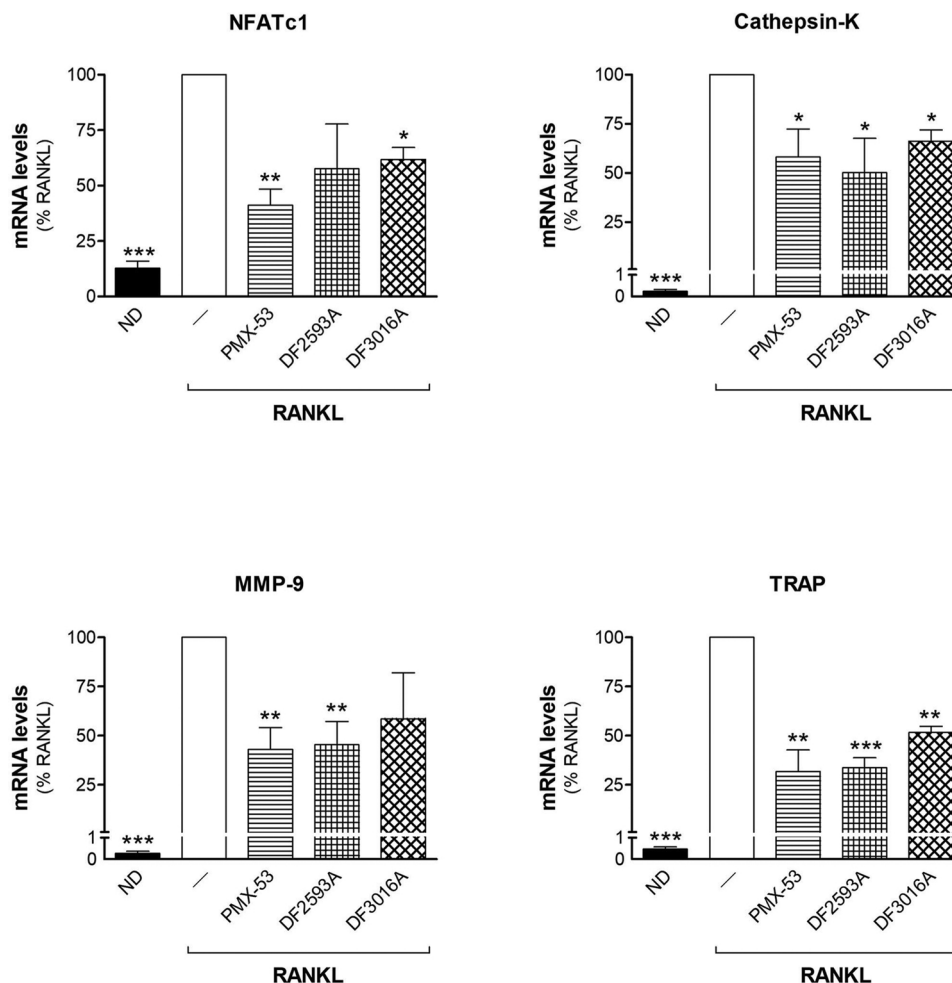 NFATc1
mRNA levels
(% RANKL)
100
75
50
25
0
***
**
*
ND
—
PMX-53
DF2593A
DF3016A
RANKL
Cathepsin-K
mRNA levels
(% RANKL)
100
75
50
25
1
0
***
*
*
*
ND
—
PMX-53
DF2593A
DF3016A
RANKL
MMP-9
mRNA levels
(% RANKL)
100
75
50
25
1
0
***
**
**
ND
—
PMX-53
DF2593A
DF3016A
RANKL
TRAP
mRNA levels
(% RANKL)
100
75
50
25
1
0
***
**
***
**
ND
—
PMX-53
DF2593A
DF3016A
RANKL